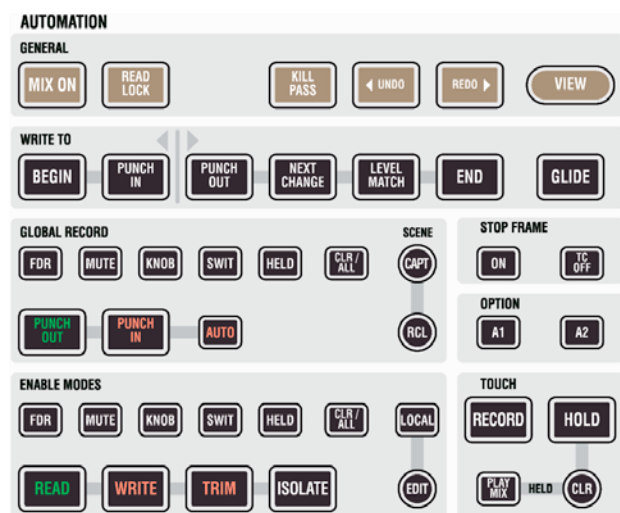 AUTOMATION
GENERAL
MIX ON
READ
LOCK
KILL
PASS
UNDO
REDO
VIEW
WRITE TO
BEGIN
PUNCH
IN
PUNCH
OUT
NEXT
CHANGE
LEVEL
MATCH
END
GLIDE
GLOBAL RECORD
SCENE
FDR
MUTE
KNOB
SWIT
HELD
CLR /
ALL
CAPT
PUNCH
OUT
PUNCH
IN
AUTO
RCL
STOP FRAME
ON
TC
OFF
OPTION
A1
A2
ENABLE MODES
FDR
MUTE
KNOB
SWIT
HELD
CLR /
ALL
LOCAL
READ
WRITE
TRIM
ISOLATE
EDIT
TOUCH
RECORD
HOLD
PLAY
MIX
HELD
CLR